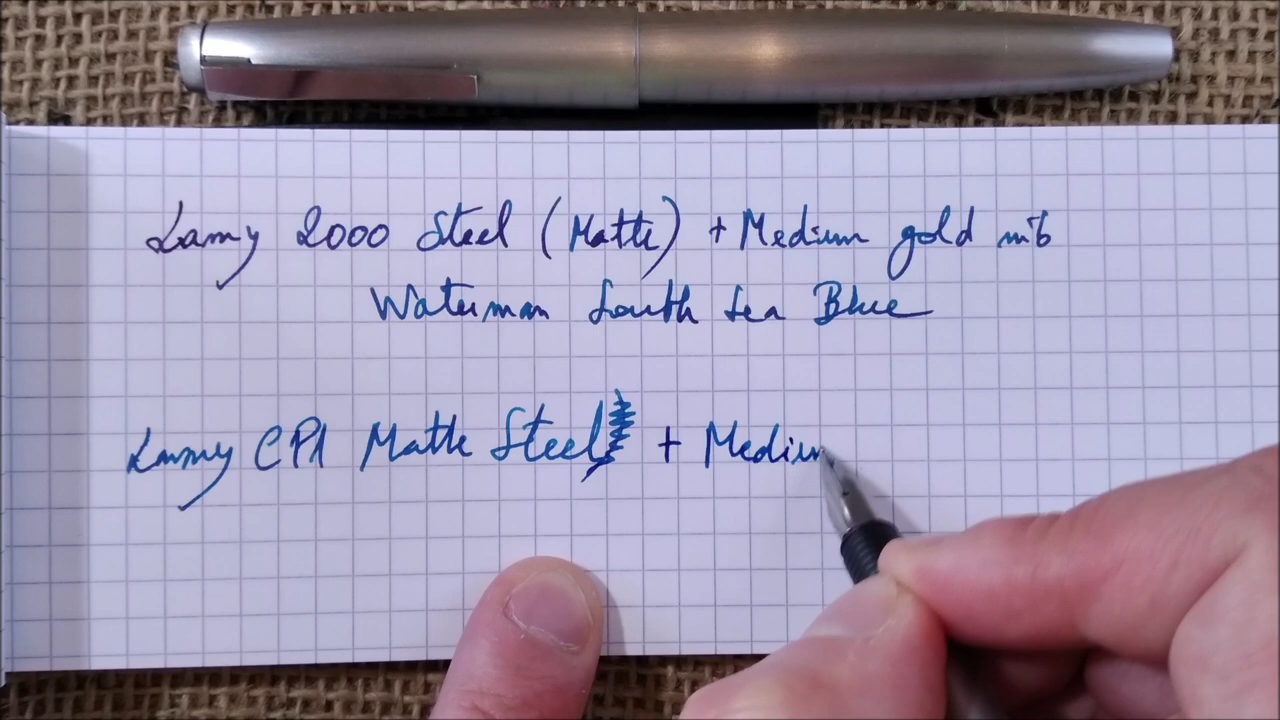 Lamy 2000 Steel (Matte) + Medium gold nib
Waterman South Sea Blue
Lamy CP1 Matte Steel + Medium